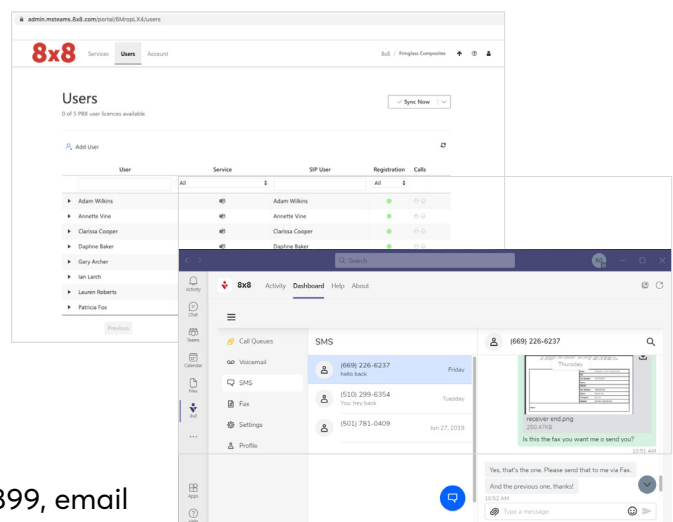 admin.msteams.8x8.com/portal/6MropLX4/users
8x8 Services Users Account 8x8 / Fringlass Composites
Users
0 of 5 PBX user licences available.
Sync Now
Add User
User Service SIP User Registration Calls
All All
Adam Wilkins Adam Wilkins
Annette Vine Annette Vine
Clarissa Cooper Clarissa Cooper
Daphne Baker Daphne Baker
Gary Archer
Ian Larch
Lauren Roberts
Patricia Fox
Previous
Search
Activity
Chat
Teams
Calendar
Files
8x8
Apps
8x8 Activity Dashboard Help About
Call Queues
Voicemail
SMS
Fax
Settings
Profile
SMS
(669) 226-6237 Friday
hello back
(510) 299-6354 Tuesday
You: hey back
(501) 781-0409 Jun 27, 2019
(669) 226-6237
Thursday
receiver end.png
250.47KB
Is this the fax you want me o send you?
10:51 AM
Yes, that's the one. Please send that to me via Fax.
And the previous one, thanks!
10:52 AM
Type a message
399, email